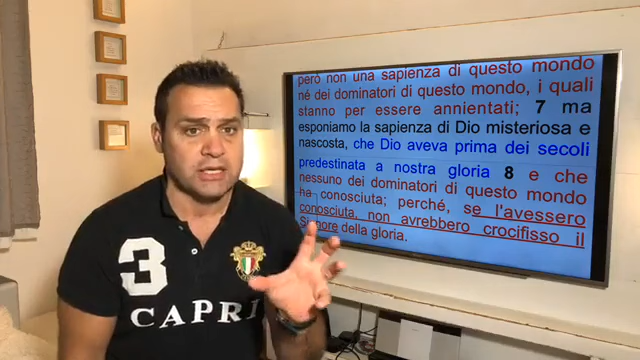 però non una sapienza di questo mondo
né dei dominatori di questo mondo, i quali
stanno per essere annientati; 7 ma
esponiamo la sapienza di Dio misteriosa e
nascosta, che Dio aveva prima dei secoli
predestinata a nostra gloria 8 e che
nessuno dei dominatori di questo mondo
ha conosciuta; perché, se l'avessero
conosciuta, non avrebbero crocifisso il
Signore della gloria.
3
CAPRI